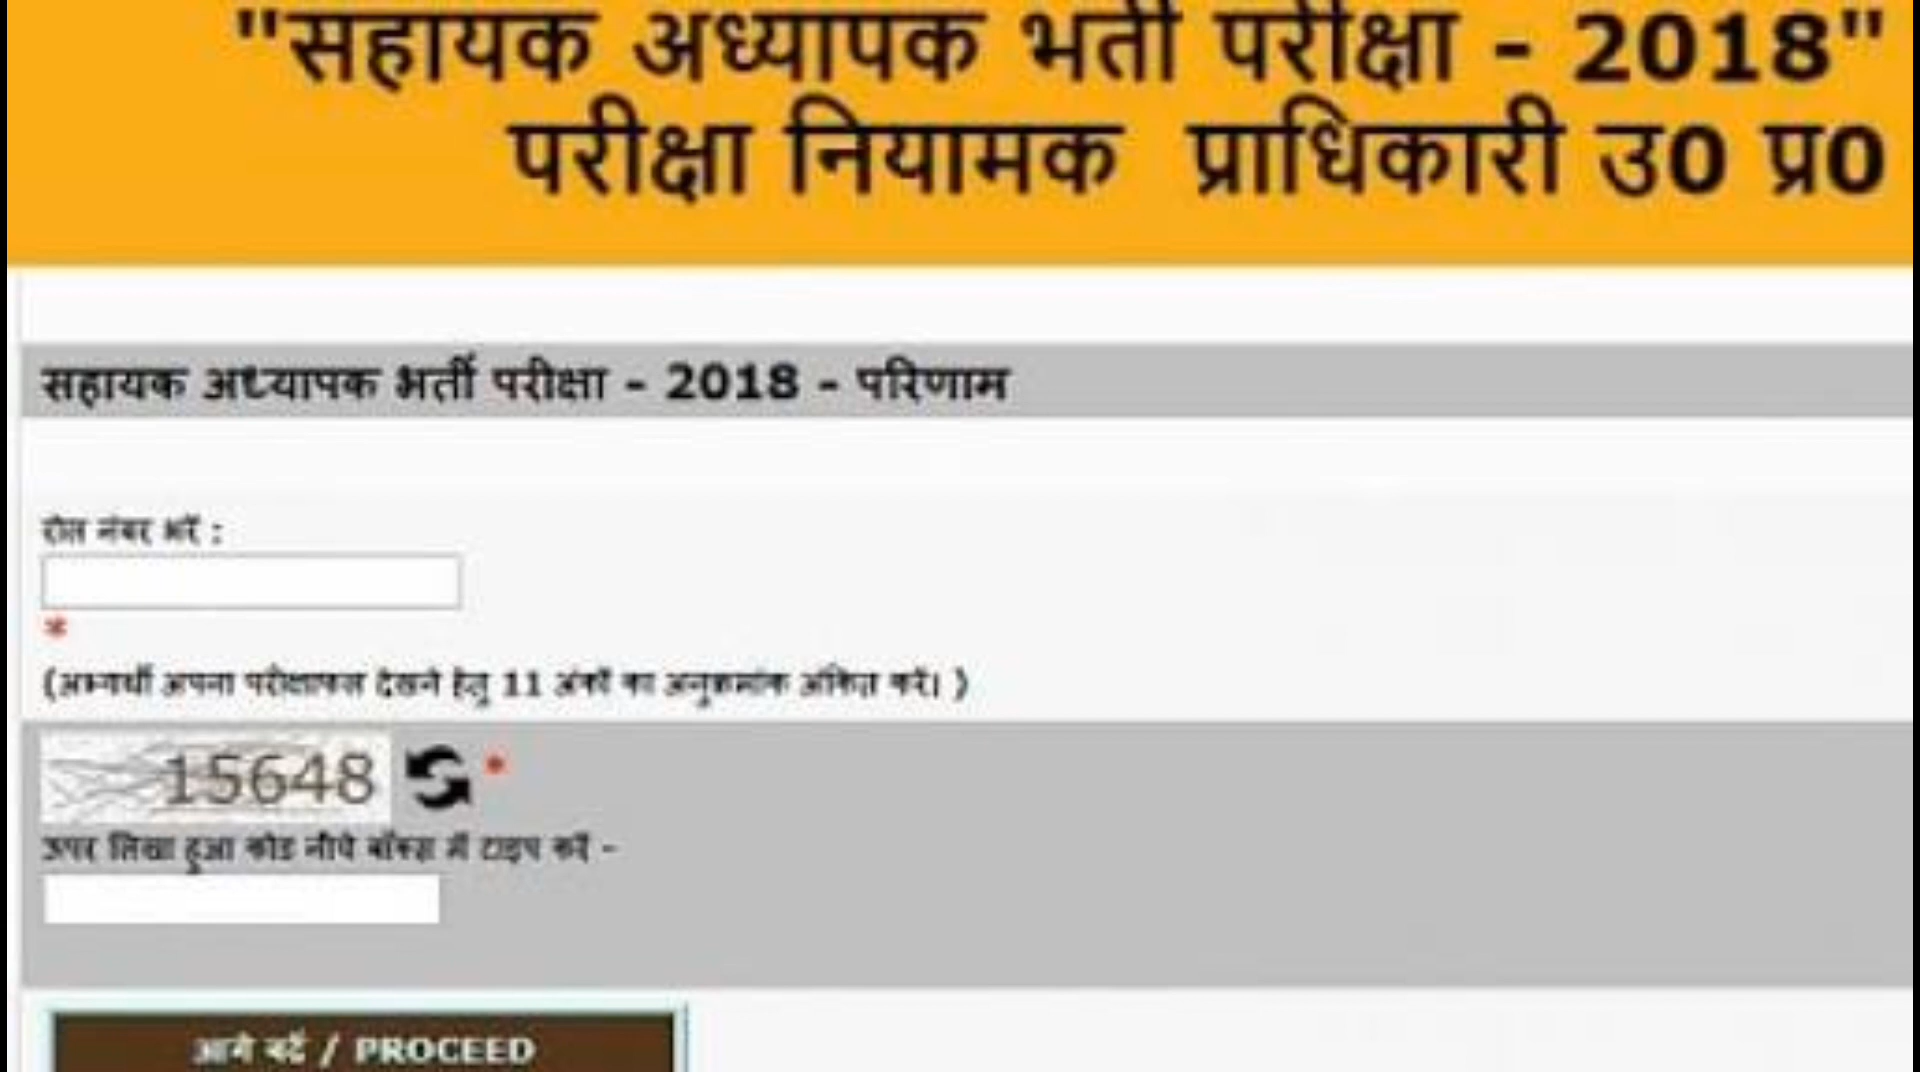 "सहायक अध्यापक भर्ती परीक्षा - 2018"
परीक्षा नियामक प्राधिकारी उ0 प्र0
सहायक अध्यापक भर्ती परीक्षा - 2018 - परिणाम
रोल नंबर भरें :
*
(अभ्यर्थी अपना परीक्षाफल देखने हेतु 11 अंकों का अनुक्रमांक अंकित करें। )
15648 *
उपर लिखा हुआ कोड नीचे बॉक्स में टाइप करें -
आगे बढ़ें / PROCEED